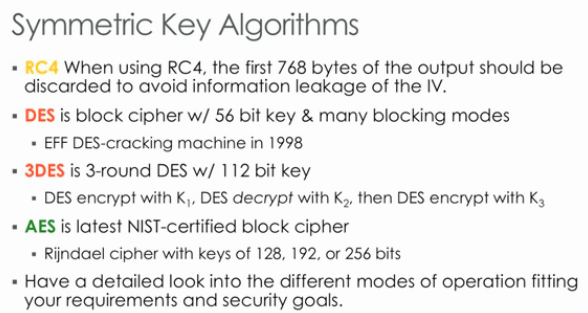 Symmetric Key Algorithms
▪ RC4 When using RC4, the first 768 bytes of the output should be
discarded to avoid information leakage of the IV.
▪ DES is block cipher w/ 56 bit key & many blocking modes
▪ EFF DES-cracking machine in 1998
▪ 3DES is 3-round DES w/ 112 bit key
▪ DES encrypt with K₁, DES decrypt with K₂, then DES encrypt with K₃
▪ AES is latest NIST-certified block cipher
▪ Rijndael cipher with keys of 128, 192, or 256 bits
▪ Have a detailed look into the different modes of operation fitting
your requirements and security goals.